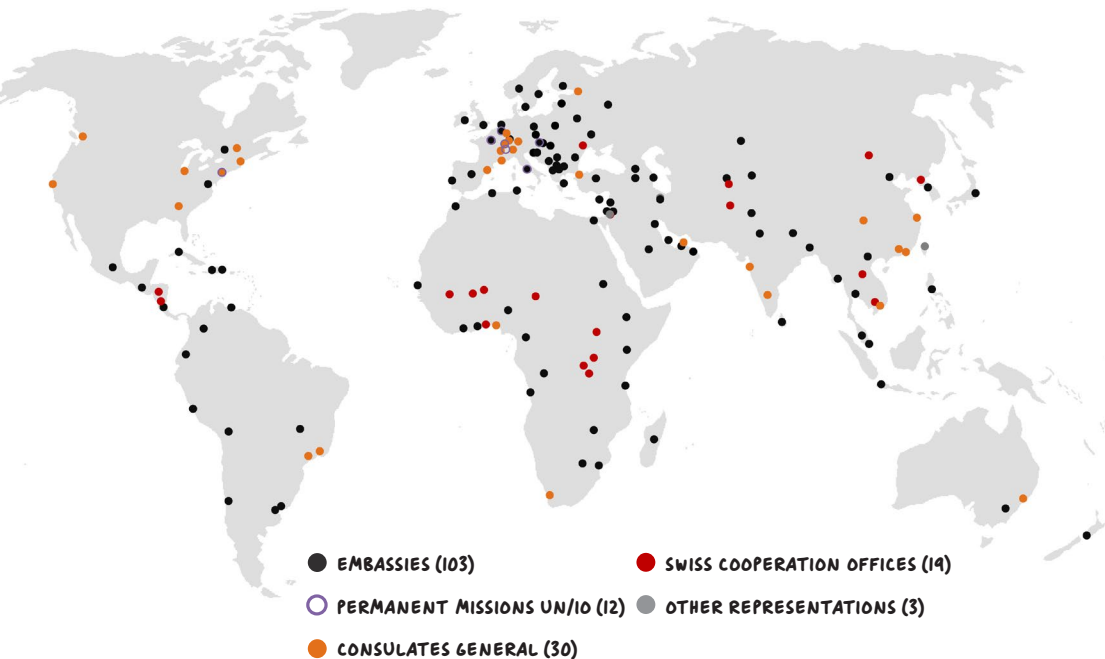 EMBASSIES (103)
PERMANENT MISSIONS UN/IO (12)
CONSULATES GENERAL (30)
SWISS COOPERATION OFFICES (19)
OTHER REPRESENTATIONS (3)